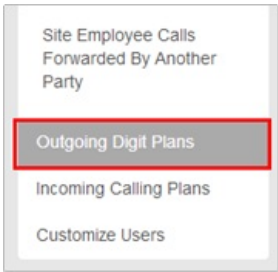 Site Employee Calls
Forwarded By Another
Party
Outgoing Digit Plans
Incoming Calling Plans
Customize Users